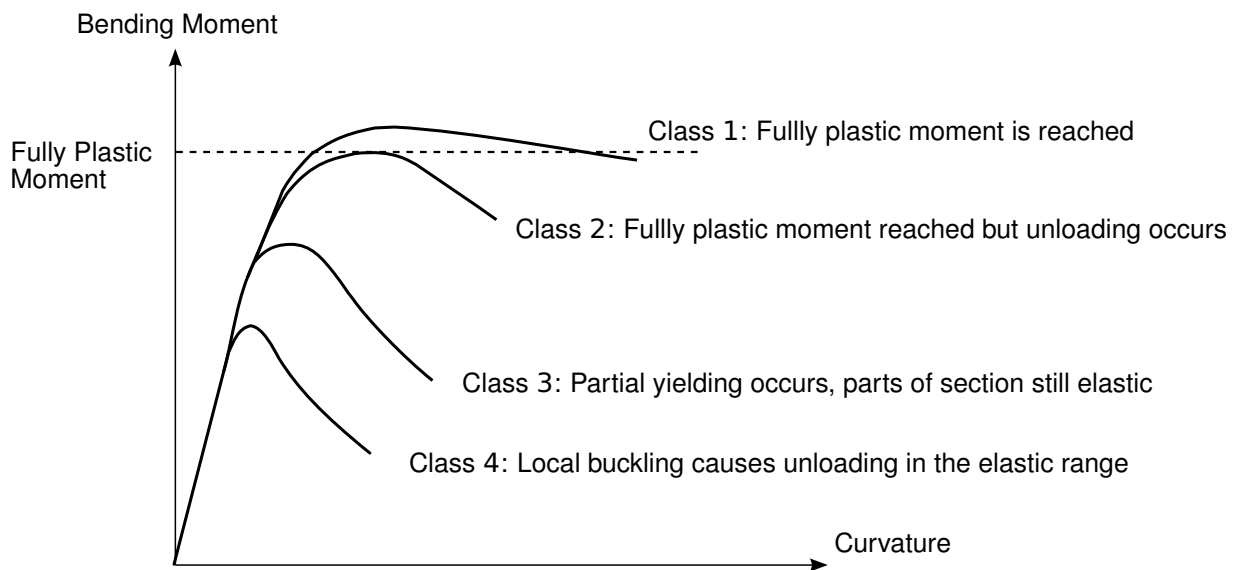 Bending Moment
Class 1: Fullly plastic moment is reached
Fully Plastic
Moment
Class 2: Fullly plastic moment reached but unloading occurs
Class 3: Partial yielding occurs, parts of section still elastic
Class 4: Local buckling causes unloading in the elastic range
Curvature